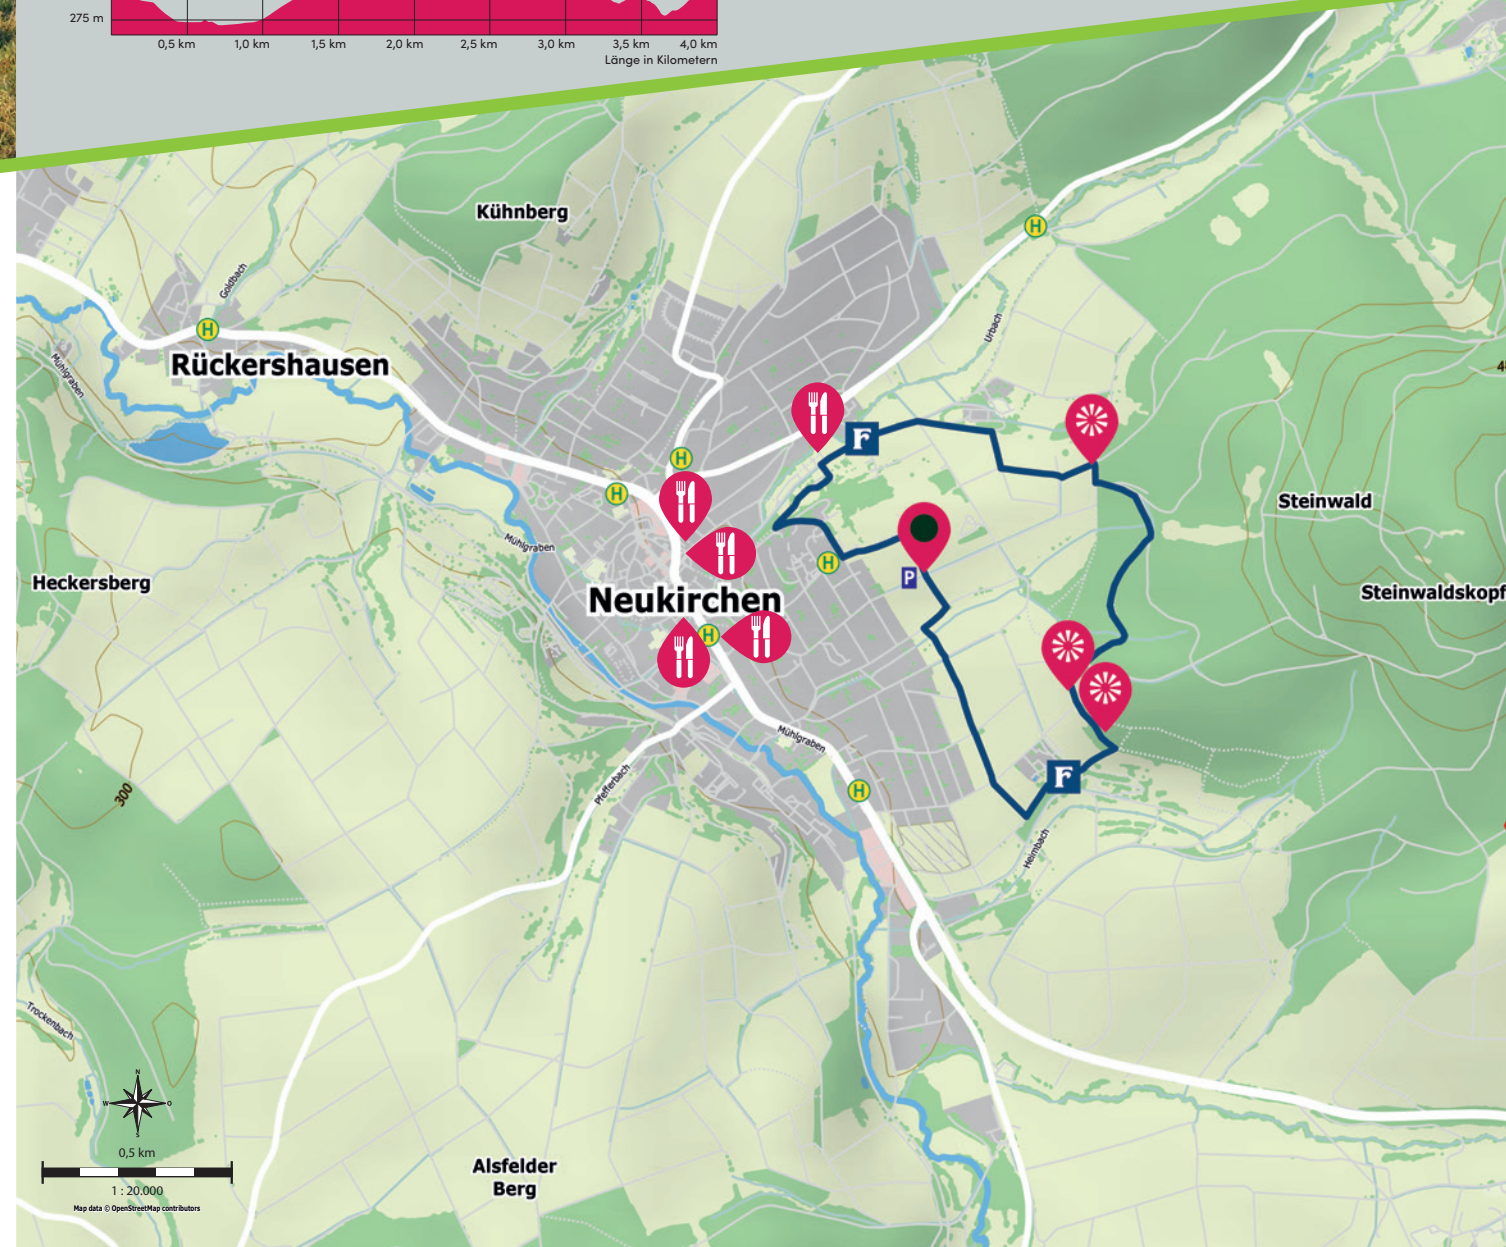 275 m
0,5 km 1,0 km 1,5 km 2,0 km 2,5 km 3,0 km 3,5 km 4,0 km
Länge in Kilometern
Kühnberg
H
Goldbach
H
Urbach
Mühlgraben
Rückershausen
F
H
H
Steinwald
Mühlgraben
H
P
Heckersberg
Steinwaldskopf
Neukirchen
H
Mühlgraben
F
Pfefferbach
H
300
Heimbach
Trockenbach
N
W O
S
0,5 km
1 : 20.000
Map data © OpenStreetMap contributors
Alsfelder
Berg